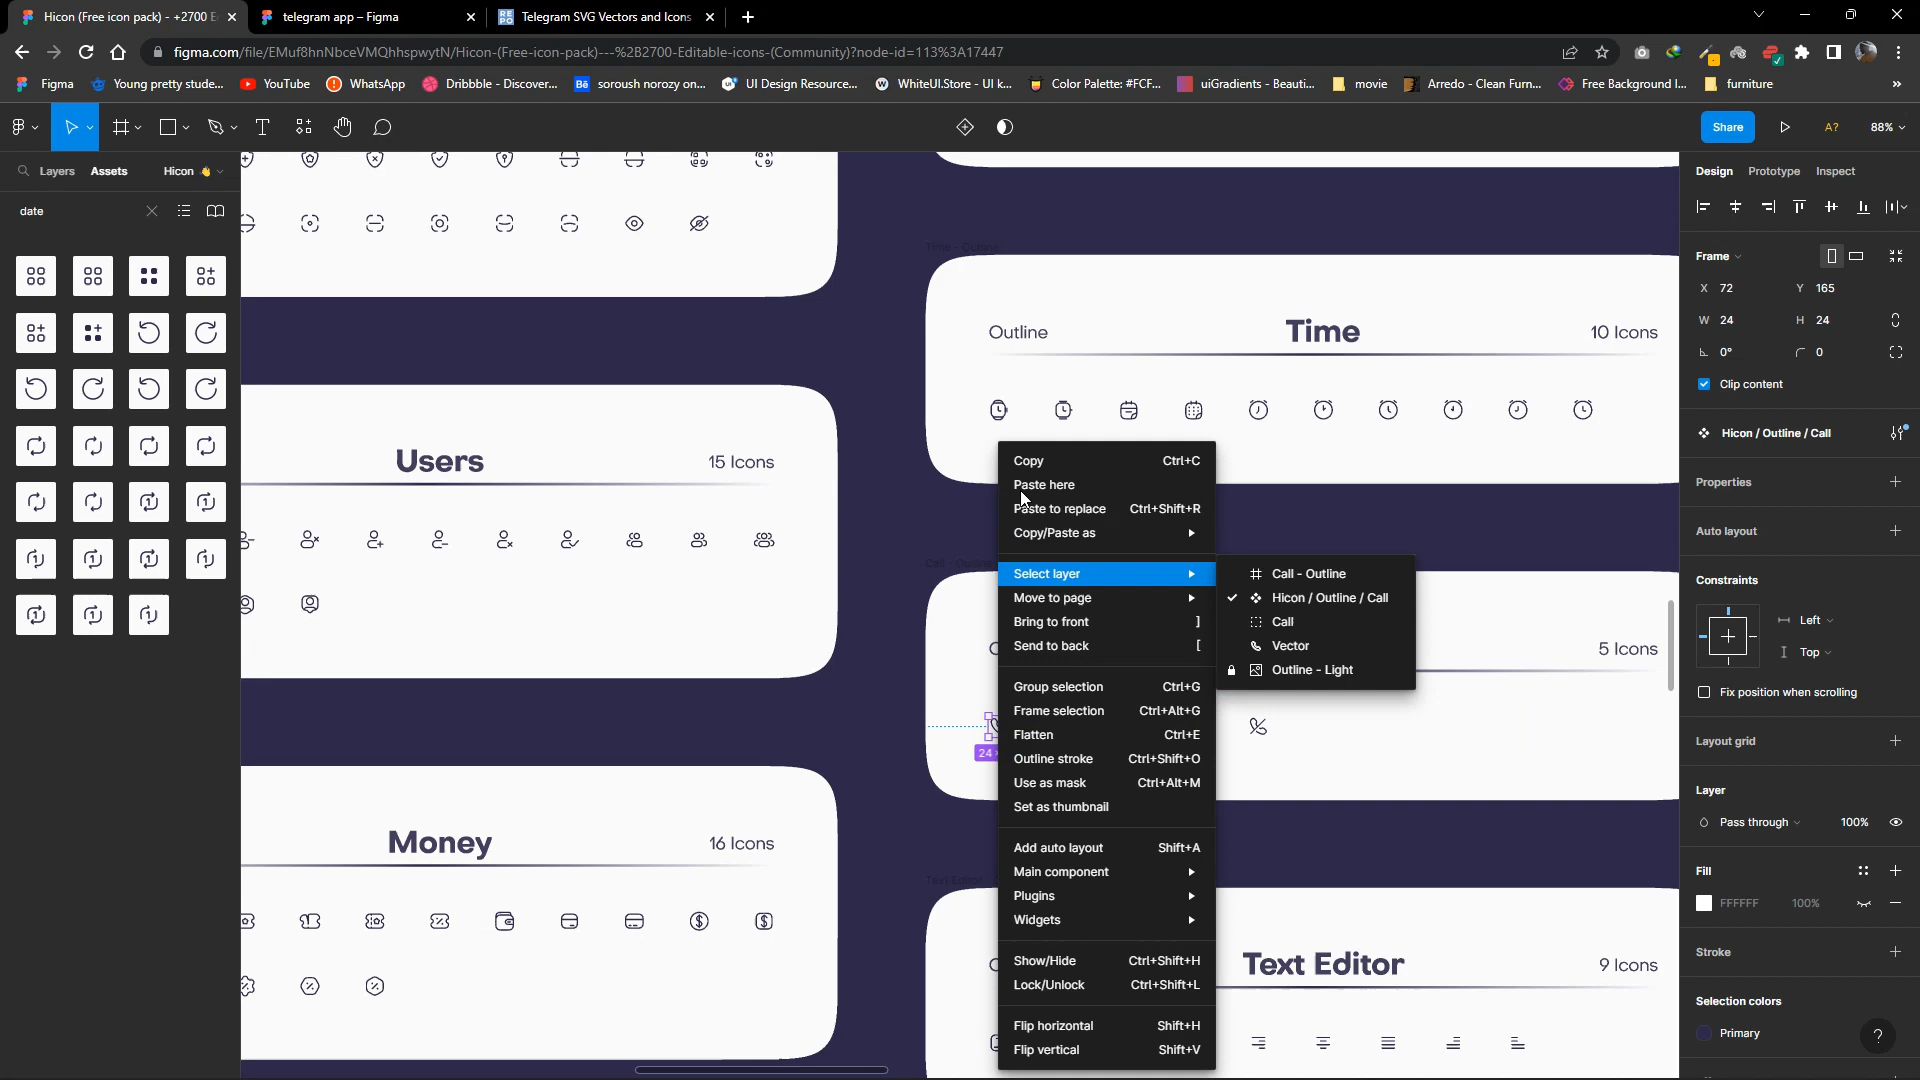 Hicon (Free icon pack) - +2700 E
telegram app – Figma
Telegram SVG Vectors and Icons
figma.com/file/EMuf8hnNbceVMQhhspwytN/Hicon-(Free-icon-pack)---%2B2700-Editable-icons-(Community)?node-id=113%3A17447
Figma
Young pretty stude...
YouTube
WhatsApp
Dribbble - Discover...
soroush norozy on...
UI Design Resource...
WhiteUI.Store - UI k...
Color Palette: #FCF...
uiGradients - Beauti...
movie
Arredo - Clean Furn...
Free Background I...
furniture
Share
A?
88%
Layers
Assets
Hicon 👋
date
Time - Outline
Outline
Time
10 Icons
Users
15 Icons
Money
16 Icons
5 Icons
24
Text Editor
9 Icons
Copy Ctrl+C
Paste here
Paste to replace Ctrl+Shift+R
Copy/Paste as
Select layer
Move to page
Bring to front ]
Send to back [
Group selection Ctrl+G
Frame selection Ctrl+Alt+G
Flatten Ctrl+E
Outline stroke Ctrl+Shift+O
Use as mask Ctrl+Alt+M
Set as thumbnail
Add auto layout Shift+A
Main component
Plugins
Widgets
Show/Hide Ctrl+Shift+H
Lock/Unlock Ctrl+Shift+L
Flip horizontal Shift+H
Flip vertical Shift+V
Call - Outline
Hicon / Outline / Call
Call
Vector
Outline - Light
Design
Prototype
Inspect
Frame
X 72 Y 165
W 24 H 24
0° 0
Clip content
Hicon / Outline / Call
Properties
Auto layout
Constraints
Left
Top
Fix position when scrolling
Layout grid
Layer
Pass through 100%
Fill
FFFFFF 100%
Stroke
Selection colors
Primary
?